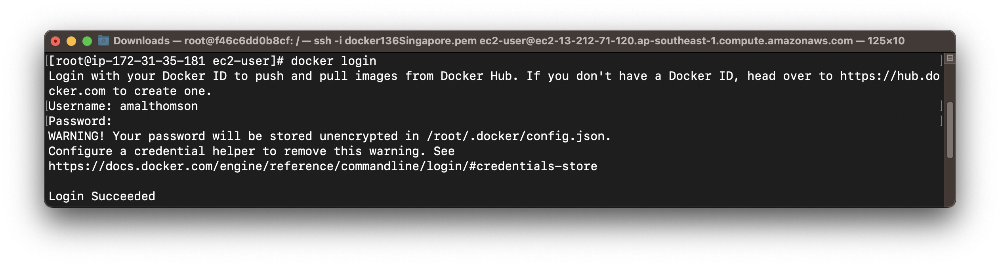 Downloads — root@f46c6dd0b8cf: / — ssh -i docker136Singapore.pem ec2-user@ec2-13-212-71-120.ap-southeast-1.compute.amazonaws.com — 125×10
[[root@ip-172-31-35-181 ec2-user]# docker login ]
Login with your Docker ID to push and pull images from Docker Hub. If you don't have a Docker ID, head over to https://hub.do
cker.com to create one.
[Username: amalthomson ]
[Password: ]
WARNING! Your password will be stored unencrypted in /root/.docker/config.json.
Configure a credential helper to remove this warning. See
https://docs.docker.com/engine/reference/commandline/login/#credentials-store
Login Succeeded